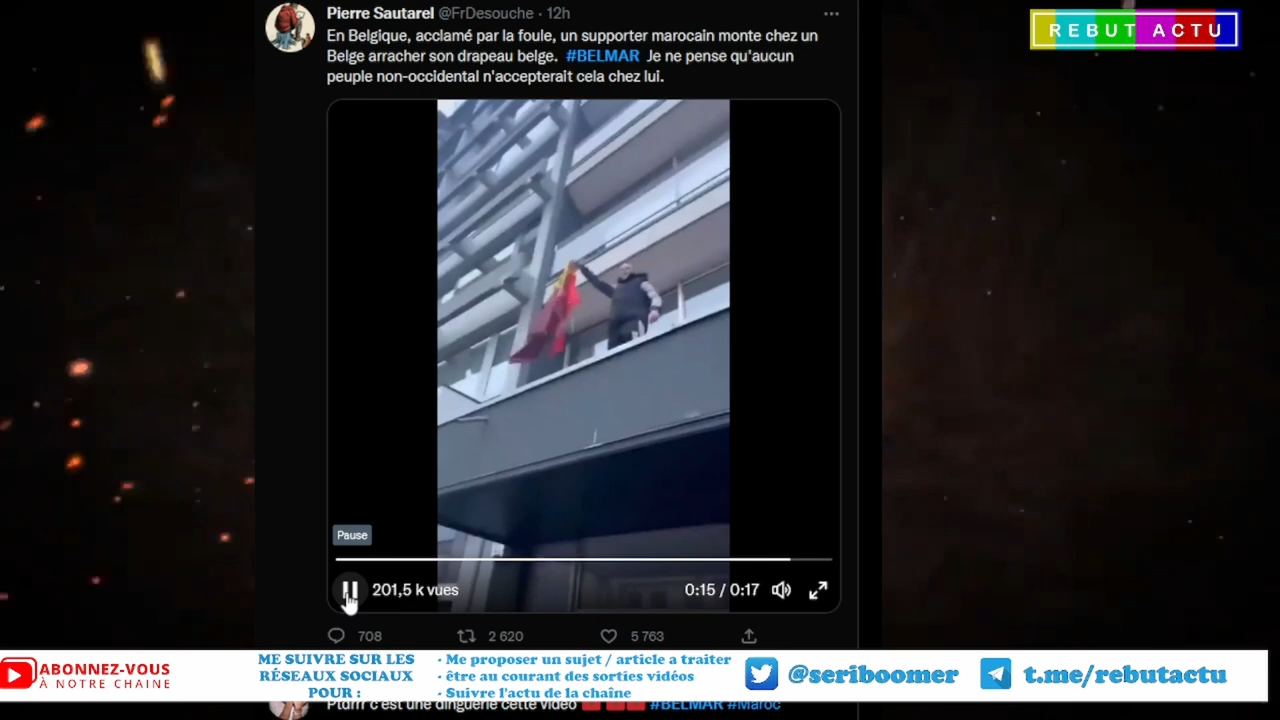 Pierre Sautarel @FrDesouche · 12h
REBUT ACTU
En Belgique, acclamé par la foule, un supporter marocain monte chez un
Belge arracher son drapeau belge. #BELMAR Je ne pense qu'aucun
peuple non-occidental n'accepterait cela chez lui.
Pause
201,5 k vues
0:15 / 0:17
708
2 620
5 763
ABONNEZ-VOUS
À NOTRE CHAINE
ME SUIVRE SUR LES
RÉSEAUX SOCIAUX
POUR :
· Me proposer un sujet / article a traiter
· être au courant des sorties vidéos
· Suivre l'actu de la chaîne
@seriboomer
t.me/rebutactu
Ptdrrr c'est une dinguerie cette vidéo #BELMAR #Maroc